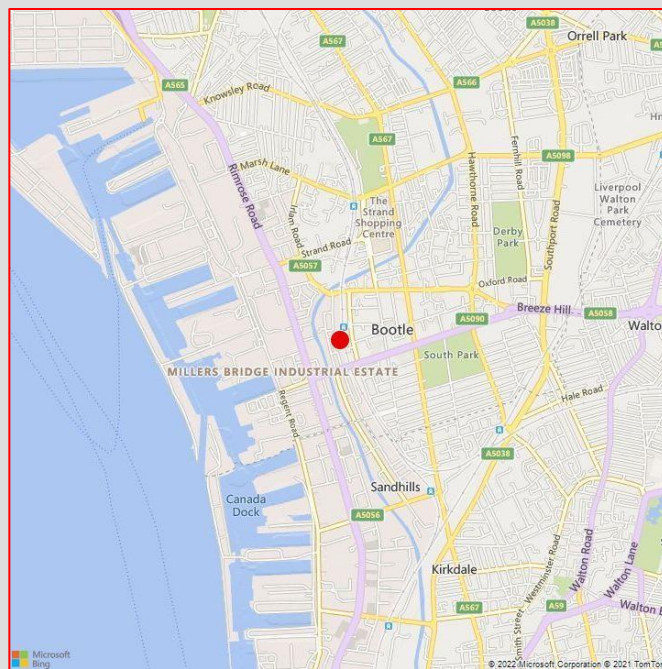 A5038
Orrell Park
A567
A565
Knowsley Road
A566
A567
Fernhill Road
A5098
Marsh Lane
Rimrose Road
Hawthorne Road
Liverpool
Walton
Park
Cemetery
The
Strand
Shopping
Centre
Irlam Road
Derby
Park
Southport Road
Strand Road
A5057
Oxford Road
Breeze Hill
A5058
A5090
Bootle
South Park
MILLERS BRIDGE INDUSTRIAL ESTATE
Hale Road
Regent Road
A5038
Sandhills
Canada
Dock
A5056
Westminster Road
Walton Road
Walton Lane
Kirkdale
A567
Smith Street
A59
Microsoft
Bing
© 2022 Microsoft Corporation © 2021 TomTo